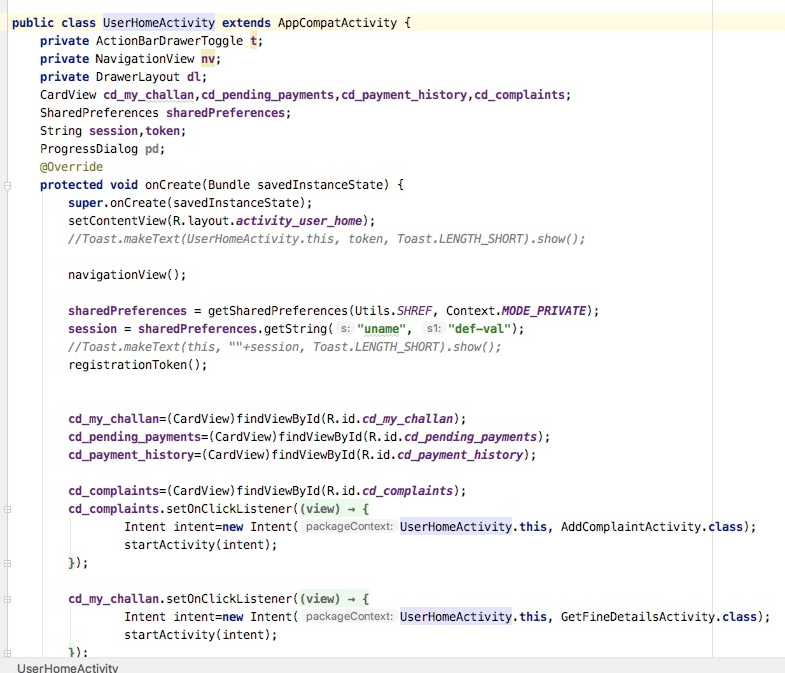 public class UserHomeActivity extends AppCompatActivity {
    private ActionBarDrawerToggle t;
    private NavigationView nv;
    private DrawerLayout dl;
    CardView cd_my_challan,cd_pending_payments,cd_payment_history,cd_complaints;
    SharedPreferences sharedPreferences;
    String session,token;
    ProgressDialog pd;
    @Override
    protected void onCreate(Bundle savedInstanceState) {
        super.onCreate(savedInstanceState);
        setContentView(R.layout.activity_user_home);
        //Toast.makeText(UserHomeActivity.this, token, Toast.LENGTH_SHORT).show();
        navigationView();
        sharedPreferences = getSharedPreferences(Utils.SHREF, Context.MODE_PRIVATE);
        session = sharedPreferences.getString( s: "uname", s1: "def-val");
        //Toast.makeText(this, ""+session, Toast.LENGTH_SHORT).show();
        registrationToken();
        cd_my_challan=(CardView)findViewById(R.id.cd_my_challan);
        cd_pending_payments=(CardView)findViewById(R.id.cd_pending_payments);
        cd_payment_history=(CardView)findViewById(R.id.cd_payment_history);
        cd_complaints=(CardView)findViewById(R.id.cd_complaints);
        cd_complaints.setOnClickListener((view) → {
                Intent intent=new Intent( packageContext: UserHomeActivity.this, AddComplaintActivity.class);
                startActivity(intent);
        });
        cd_my_challan.setOnClickListener((view) → {
                Intent intent=new Intent( packageContext: UserHomeActivity.this, GetFineDetailsActivity.class);
                startActivity(intent);
        });
UserHomeActivity